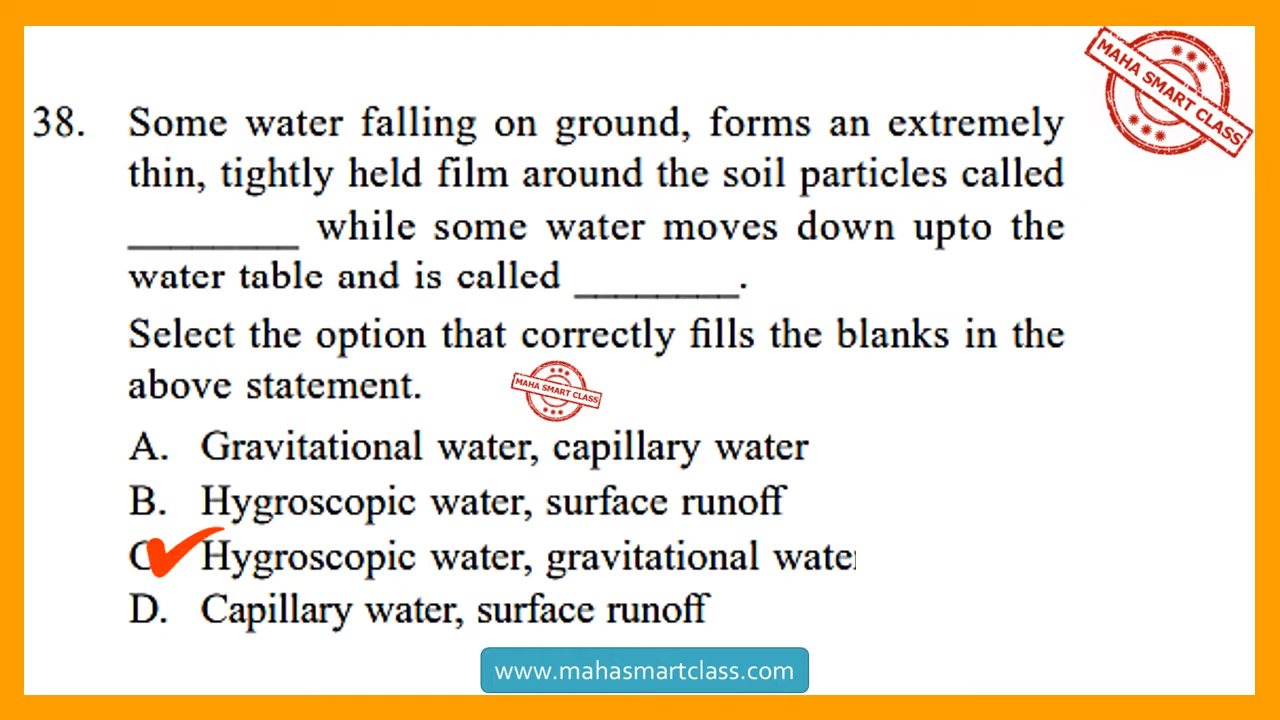 MAHA SMART CLASS
38. Some water falling on ground, forms an extremely
thin, tightly held film around the soil particles called
________ while some water moves down upto the
water table and is called ________.
Select the option that correctly fills the blanks in the
above statement.
MAHA SMART CLASS
A. Gravitational water, capillary water
B. Hygroscopic water, surface runoff
C Hygroscopic water, gravitational water
D. Capillary water, surface runoff
www.mahasmartclass.com